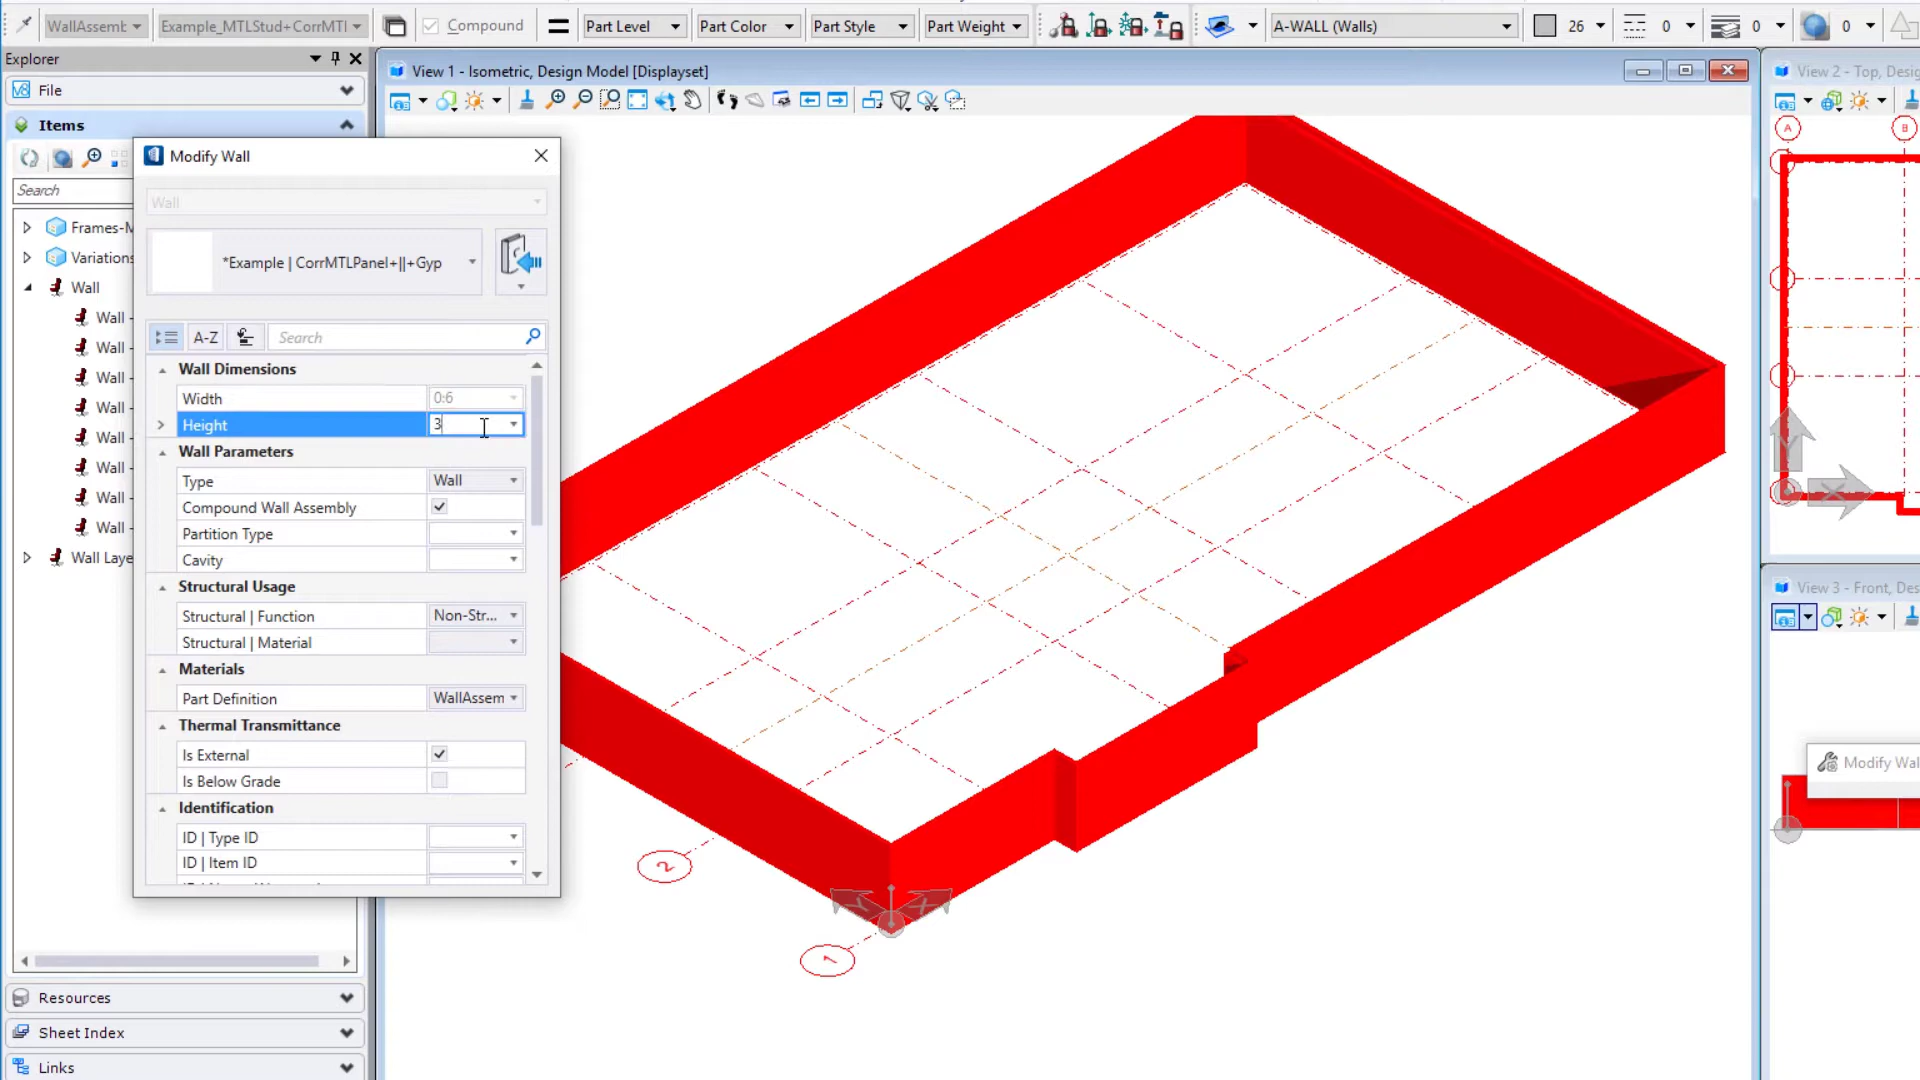 WallAssemb
Example_MTLStud+CorrMTl
Compound
Part Level
Part Color
Part Style
Part Weight
A-WALL (Walls)
26
0
0
0
Explorer
File
Items
Search
Frames-M
Variations
Wall
Wall -
Wall -
Wall -
Wall -
Wall -
Wall -
Wall -
Wall -
Wall Laye
Resources
Sheet Index
Links
Modify Wall
Wall
*Example | CorrMTLPanel+||+Gyp
A-Z
Search
Wall Dimensions
Width 0:6
Height 3
Wall Parameters
Type Wall
Compound Wall Assembly
Partition Type
Cavity
Structural Usage
Structural | Function Non-Str...
Structural | Material
Materials
Part Definition WallAssem
Thermal Transmittance
Is External
Is Below Grade
Identification
ID | Type ID
ID | Item ID
View 1 - Isometric, Design Model [Displayset]
2
1
Y
X
View 2 - Top, Desig
A
B
Y
X
View 3 - Front, Des
Modify Wal